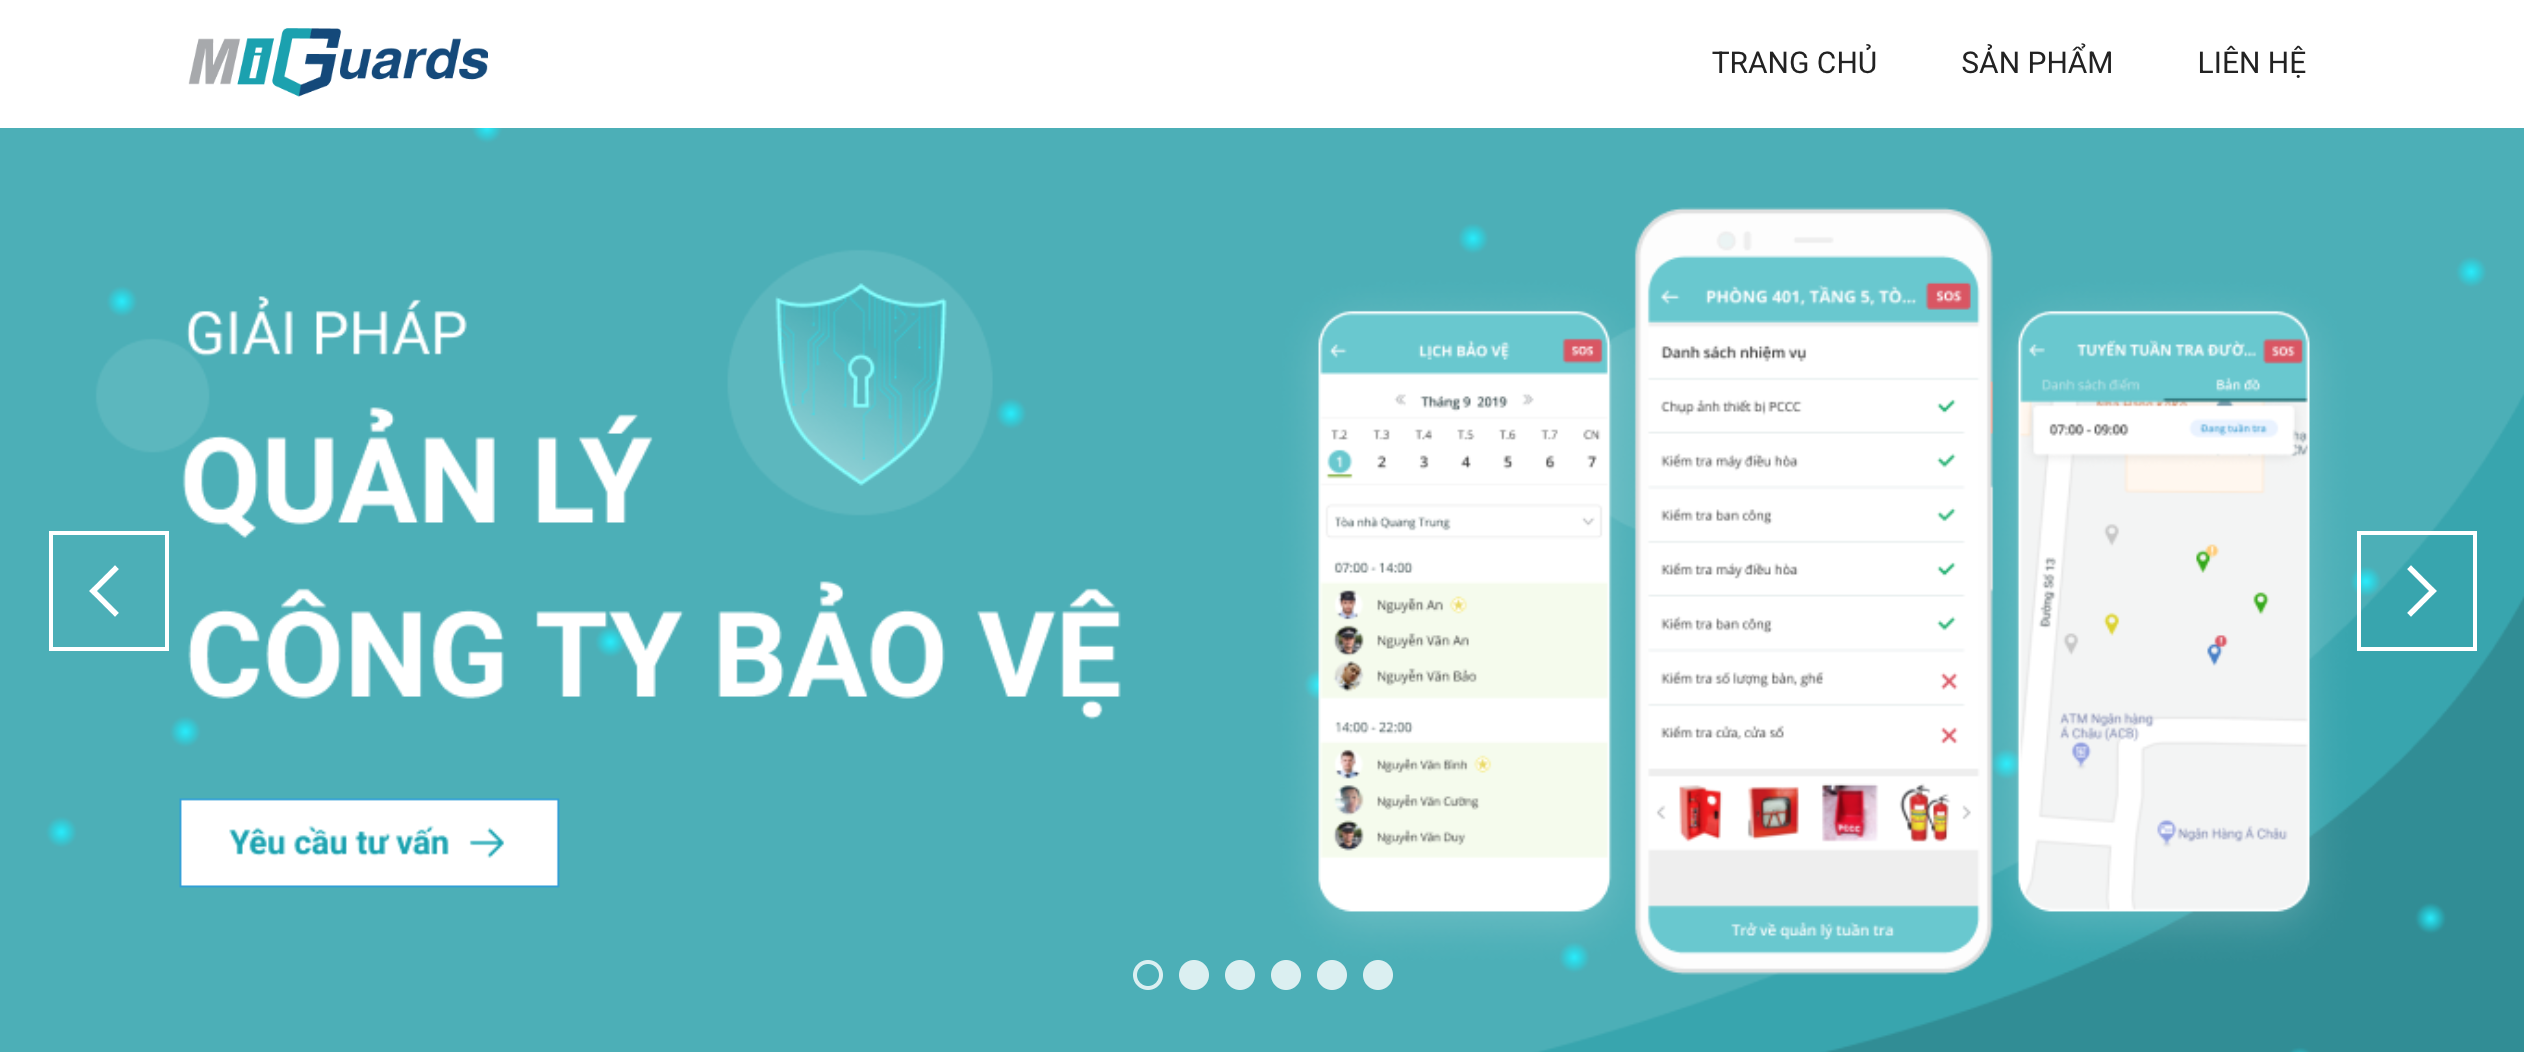 MiGuards
TRANG CHỦ
SẢN PHẨM
LIÊN HỆ
GIẢI PHÁP
QUẢN LÝ
CÔNG TY BẢO VỆ
Yêu cầu tư vấn
LỊCH BẢO VỆ
SOS
Tháng 9 2019
T.2 T.3 T.4 T.5 T.6 T.7 CN
1 2 3 4 5 6 7
Tòa nhà Quang Trung
07:00 - 14:00
Nguyễn An
Nguyễn Văn An
Nguyễn Văn Bảo
14:00 - 22:00
Nguyễn Văn Bình
Nguyễn Văn Cường
Nguyễn Văn Duy
PHÒNG 401, TẦNG 5, TÒ...
SOS
Danh sách nhiệm vụ
Chụp ảnh thiết bị PCCC
Kiểm tra máy điều hòa
Kiểm tra ban công
Kiểm tra máy điều hòa
Kiểm tra ban công
Kiểm tra số lượng bàn, ghế
Kiểm tra cửa, cửa sổ
PCCC
Trở về quản lý tuần tra
TUYẾN TUẦN TRA ĐƯỜ...
SOS
Danh sách điểm
Bản đồ
07:00 - 09:00
Đang tuần tra
Đường Số 13
ATM Ngân hàng
Á Châu (ACB)
Ngân Hàng Á Châu